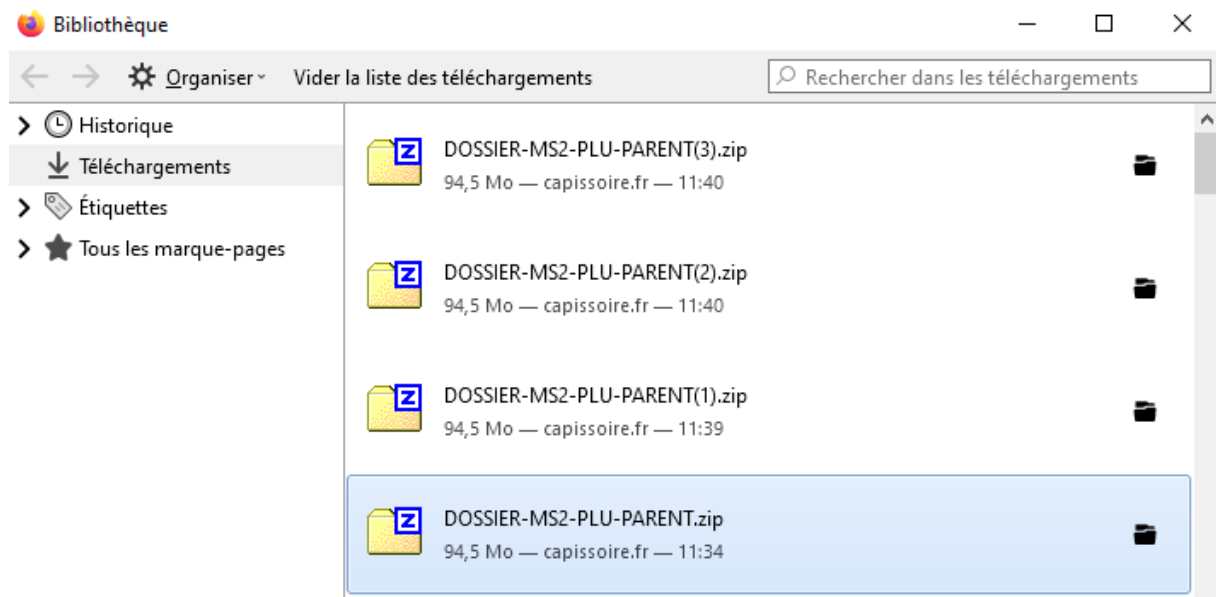 Bibliothèque
Organiser Vider la liste des téléchargements Rechercher dans les téléchargements
Historique
Téléchargements
Étiquettes
Tous les marque-pages
DOSSIER-MS2-PLU-PARENT(3).zip
94,5 Mo — capissoire.fr — 11:40
DOSSIER-MS2-PLU-PARENT(2).zip
94,5 Mo — capissoire.fr — 11:40
DOSSIER-MS2-PLU-PARENT(1).zip
94,5 Mo — capissoire.fr — 11:39
DOSSIER-MS2-PLU-PARENT.zip
94,5 Mo — capissoire.fr — 11:34